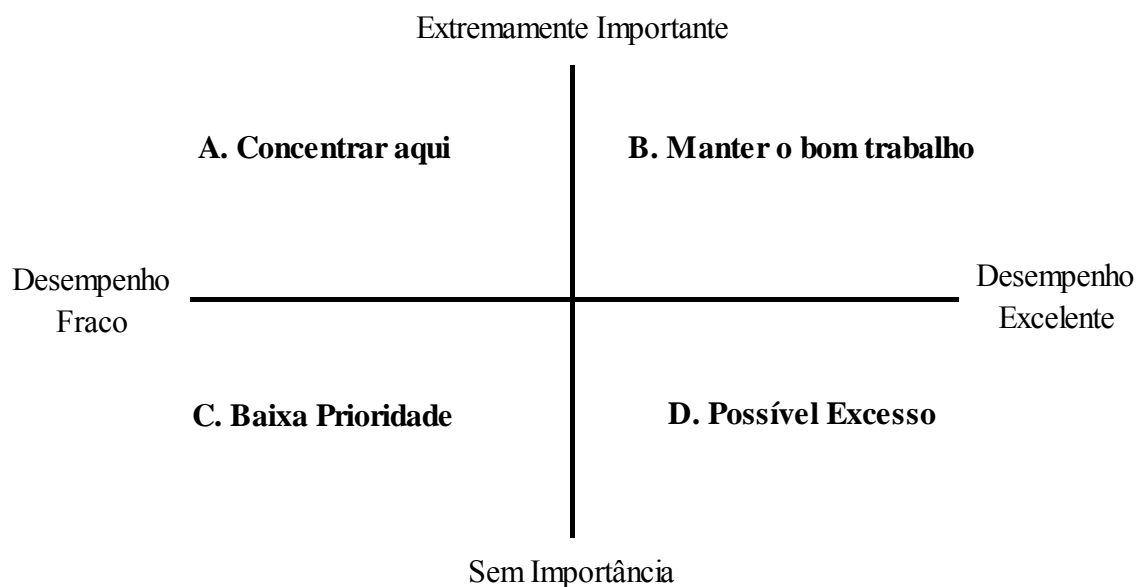 Extremamente Importante
A. Concentrar aqui
B. Manter o bom trabalho
Desempenho
Fraco
Desempenho
Excelente
C. Baixa Prioridade
D. Possível Excesso
Sem Importância